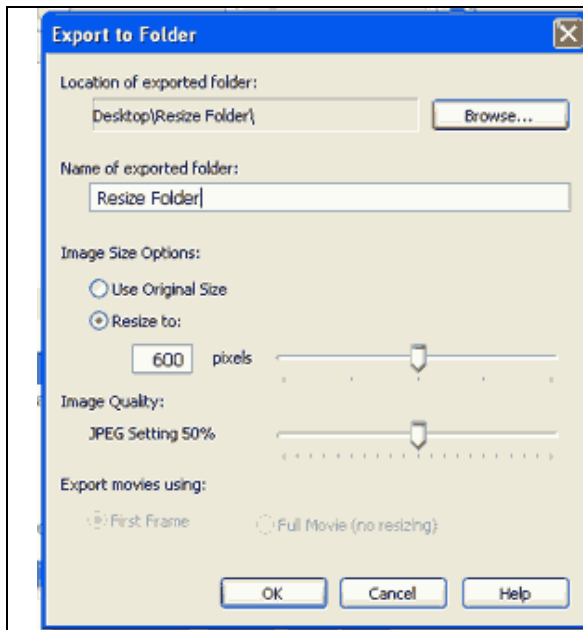 Export to Folder
Location of exported folder:
Desktop\Resize Folder\
Browse...
Name of exported folder:
Resize Folder
Image Size Options:
Use Original Size
Resize to:
600 pixels
Image Quality:
JPEG Setting 50%
Export movies using:
First Frame Full Movie (no resizing)
OK Cancel Help